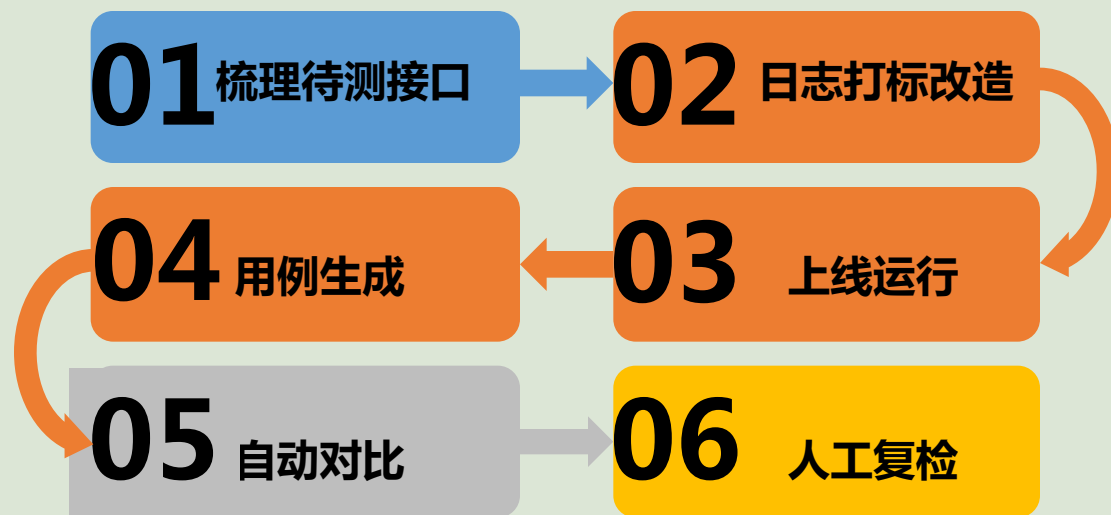 01 梳理待测接口
02 日志打标改造
03 上线运行
04 用例生成
05 自动对比
06 人工复检